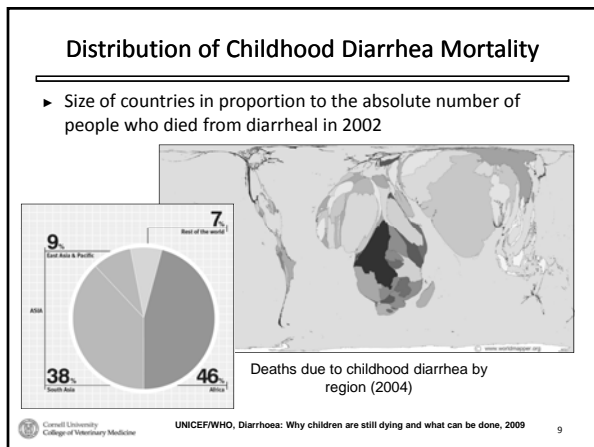 Distribution of Childhood Diarrhea Mortality
► Size of countries in proportion to the absolute number of
people who died from diarrheal in 2002
7%
Rest of the world
9%
East Asia & Pacific
ASIA
38%
South Asia
46%
Africa
© www.worldmapper.org
Deaths due to childhood diarrhea by
region (2004)
Cornell University
College of Veterinary Medicine
UNICEF/WHO, Diarrhoea: Why children are still dying and what can be done, 2009
9